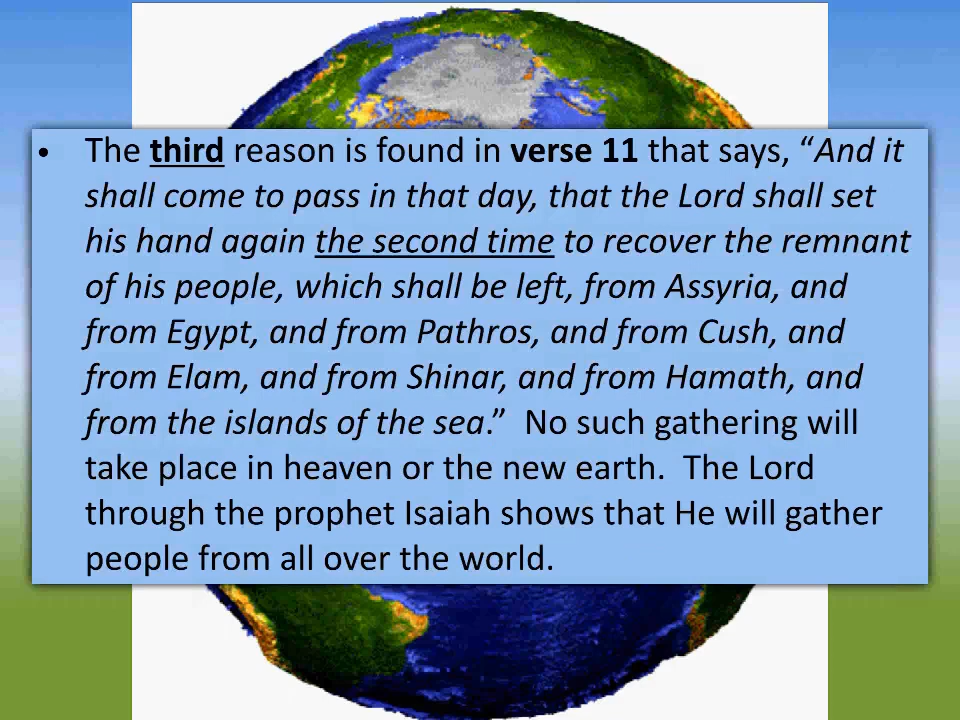 • The third reason is found in verse 11 that says, “And it
shall come to pass in that day, that the Lord shall set
his hand again the second time to recover the remnant
of his people, which shall be left, from Assyria, and
from Egypt, and from Pathros, and from Cush, and
from Elam, and from Shinar, and from Hamath, and
from the islands of the sea.”  No such gathering will
take place in heaven or the new earth.  The Lord
through the prophet Isaiah shows that He will gather
people from all over the world.